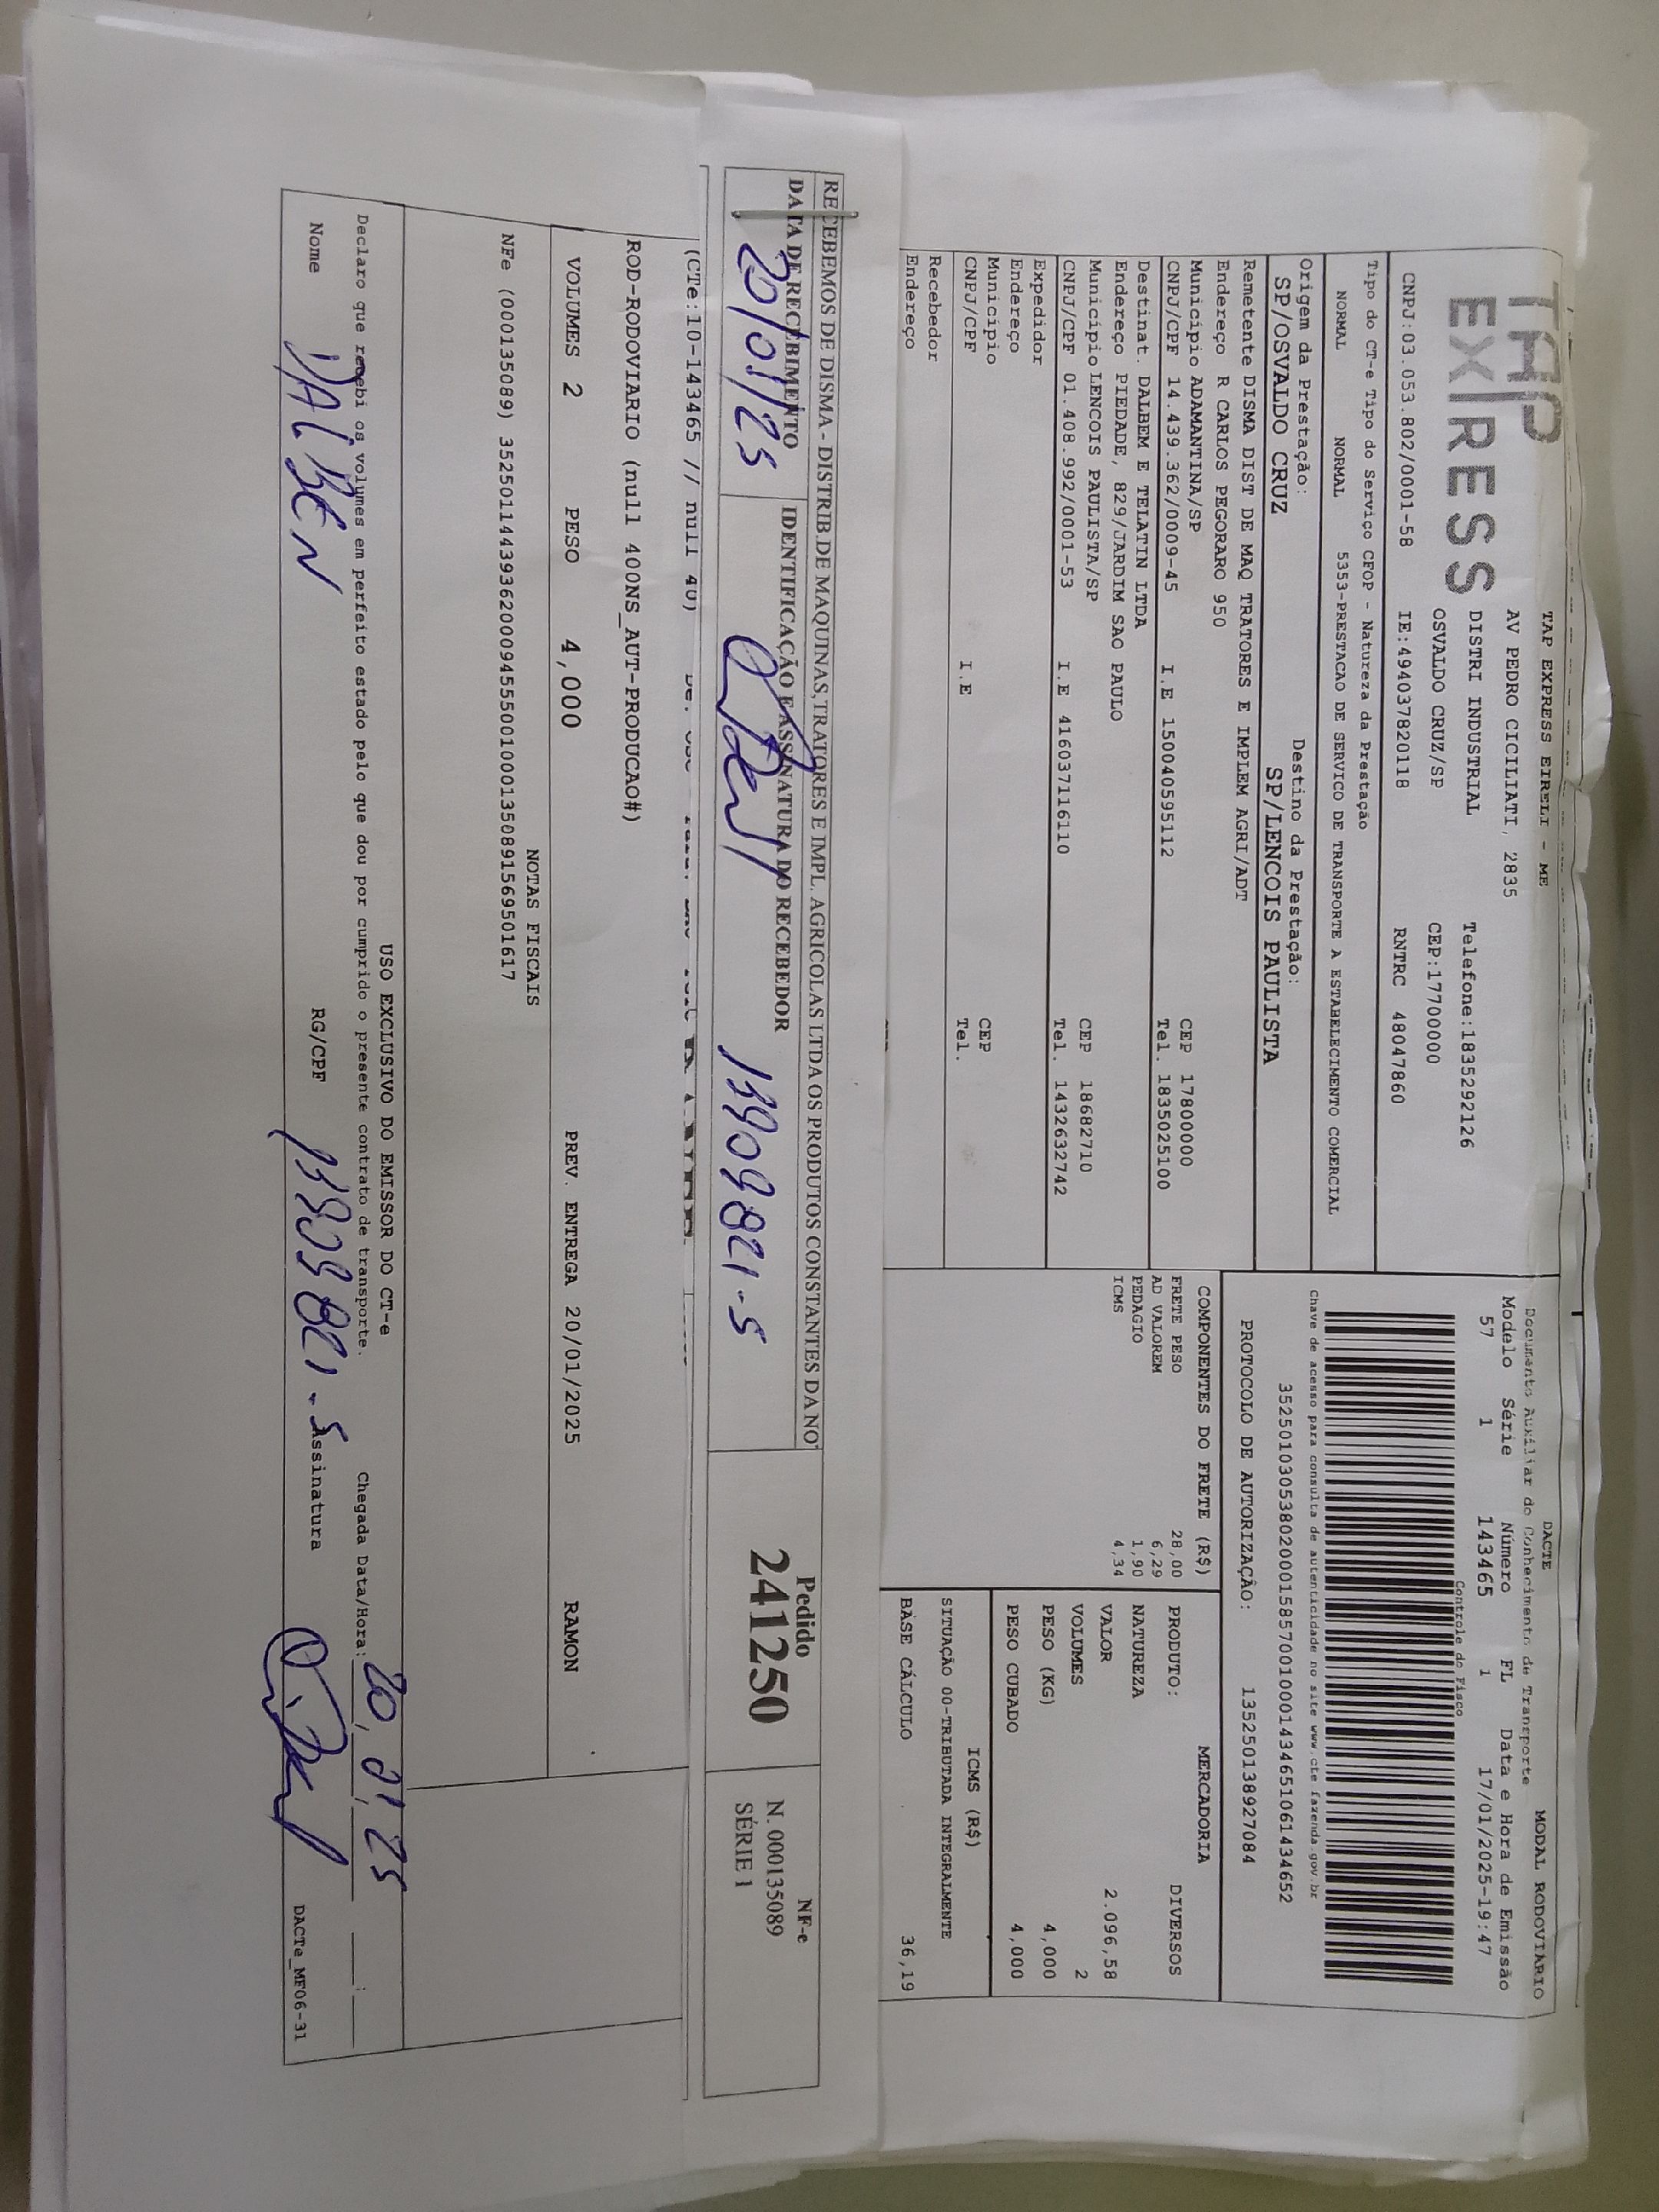 TAP
EXPRESS
TAP EXPRESS EIRELI - ME
AV PEDRO CICILIATI, 2835
DISTRI INDUSTRIAL Telefone:1835292126
OSVALDO CRUZ/SP CEP:17700000
CNPJ:03.053.802/0001-58 IE:494037820118 RNTRC 48047860
Tipo do CT-e Tipo do Serviço CFOP - Natureza da Prestação
NORMAL NORMAL 5353-PRESTACAO DE SERVICO DE TRANSPORTE A ESTABELECIMENTO COMERCIAL
Origem da Prestação: Destino da Prestação:
SP/OSVALDO CRUZ SP/LENCOIS PAULISTA
Remetente DISMA DIST DE MAQ TRATORES E IMPLEM AGRI/ADT
Endereço R CARLOS PEGORARO 950
Município ADAMANTINA/SP CEP 17800000
CNPJ/CPF 14.439.362/0009-45 I.E 150040595112 Tel. 1835025100
Destinat. DALBEM E TELATIN LTDA
Endereço PIEDADE, 829/JARDIM SAO PAULO
Município LENCOIS PAULISTA/SP CEP 18682710
CNPJ/CPF 01.408.992/0001-53 I.E 416037116110 Tel. 1432632742
Expedidor
Endereço
Município CEP
CNPJ/CPF I.E Tel.
Recebedor
Endereço
DACTE MODAL RODOVIARIO
Documento Auxiliar do Conhecimento de Transporte
Modelo Série Número FL Data e Hora de Emissão
57 1 143465 1 17/01/2025-19:47
Controle do Fisco
Chave de acesso para consulta de autenticidade no site www.cte fazenda.gov.br
35250103053802000158570010001434651061434652
PROTOCOLO DE AUTORIZAÇÃO: 135250138927084
COMPONENTES DO FRETE (R$)
FRETE PESO 28,00
AD VALOREM 6,29
PEDAGIO 1,90
ICMS 4,34
MERCADORIA
PRODUTO: DIVERSOS
NATUREZA
VALOR 2.096,58
VOLUMES 2
PESO (KG) 4,000
PESO CUBADO 4,000
ICMS (R$)
SITUAÇÃO 00-TRIBUTADA INTEGRALMENTE
BASE CÁLCULO 36,19
RECEBEMOS DE DISMA - DISTRIB.DE MAQUINAS,TRATORES E IMPL. AGRICOLAS LTDA OS PRODUTOS CONSTANTES DA NO
DATA DE RECEBIMENTO IDENTIFICAÇÃO E ASSINATURA DO RECEBEDOR
20/01/25 13909821-5
Pedido
241250
NF-e
N. 000135089
SÉRIE 1
(CTe:10-143465 // null 40)
ROD-RODOVIARIO (null 400NS_AUT-PRODUCAO#)
VOLUMES 2 PESO 4,000 PREV. ENTREGA 20/01/2025 RAMON
NOTAS FISCAIS
NFe (000135089) 35250114439362000945550010001350891569501617
USO EXCLUSIVO DO EMISSOR DO CT-e
Declaro que recebi os volumes em perfeito estado pelo que dou por cumprido o presente contrato de transporte. Chegada Data/Hora: 20, 01, 25
Nome DALBEN RG/CPF 13909821-5 Assinatura
DACTe_MF06-31